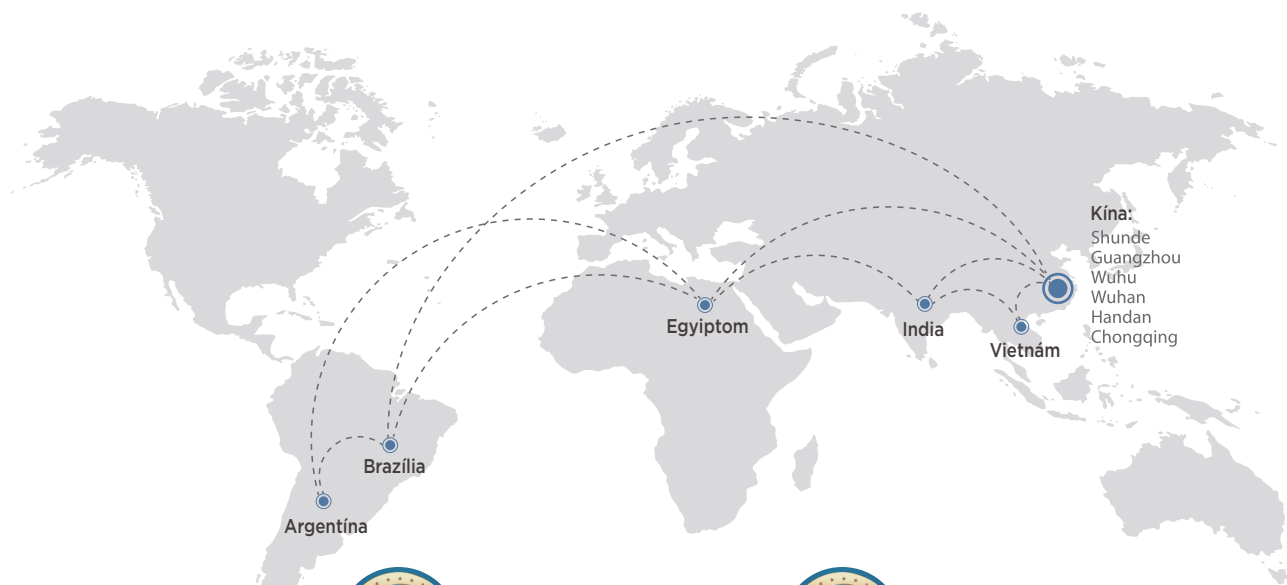 Kína:
Shunde
Guangzhou
Wuhu
Wuhan
Handan
Chongqing
Egyiptom
India
Vietnám
Brazília
Argentína